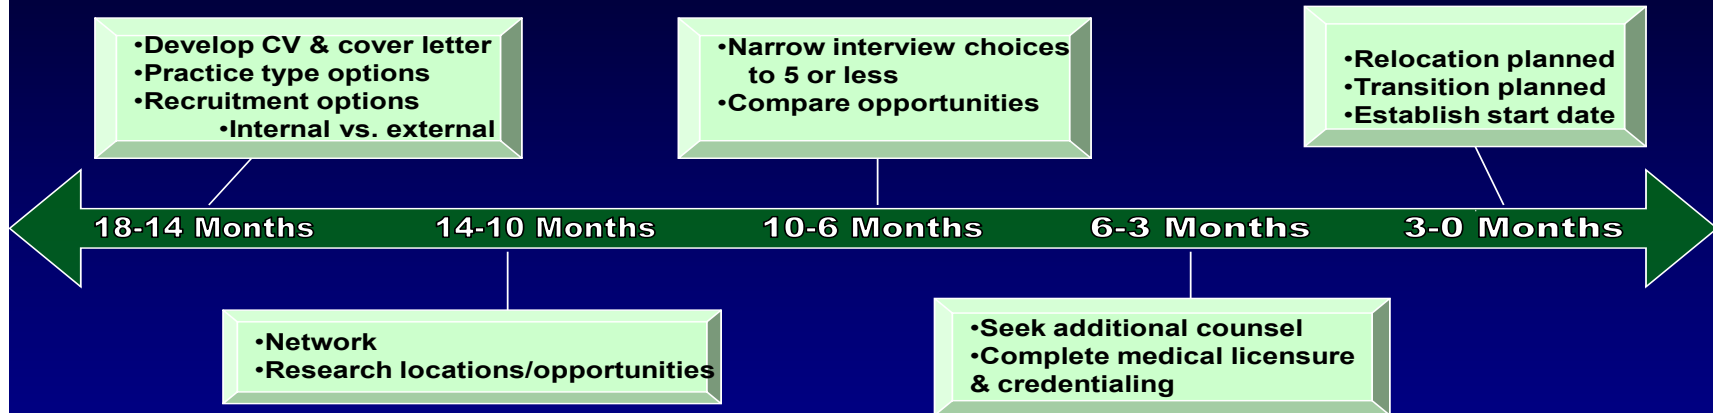 •Develop CV & cover letter
•Practice type options
•Recruitment options
•Internal vs. external
•Narrow interview choices
to 5 or less
•Compare opportunities
•Relocation planned
•Transition planned
•Establish start date
18-14 Months
14-10 Months
10-6 Months
6-3 Months
3-0 Months
•Network
•Research locations/opportunities
•Seek additional counsel
•Complete medical licensure
& credentialing